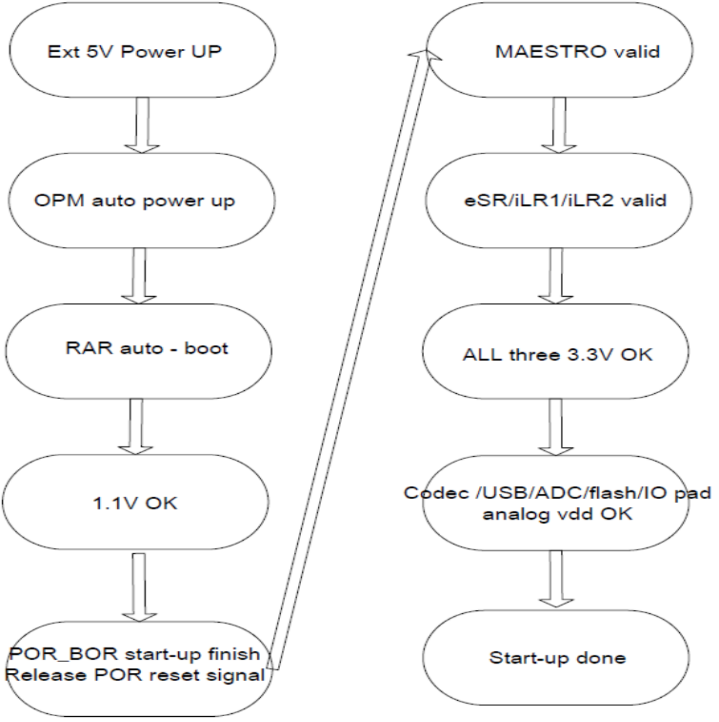 Ext 5V Power UP
OPM auto power up
RAR auto - boot
1.1V OK
POR_BOR start-up finish
Release POR reset signal
MAESTRO valid
eSR/iLR1/iLR2 valid
ALL three 3.3V OK
Codec /USB/ADC/flash/IO pad
analog vdd OK
Start-up done